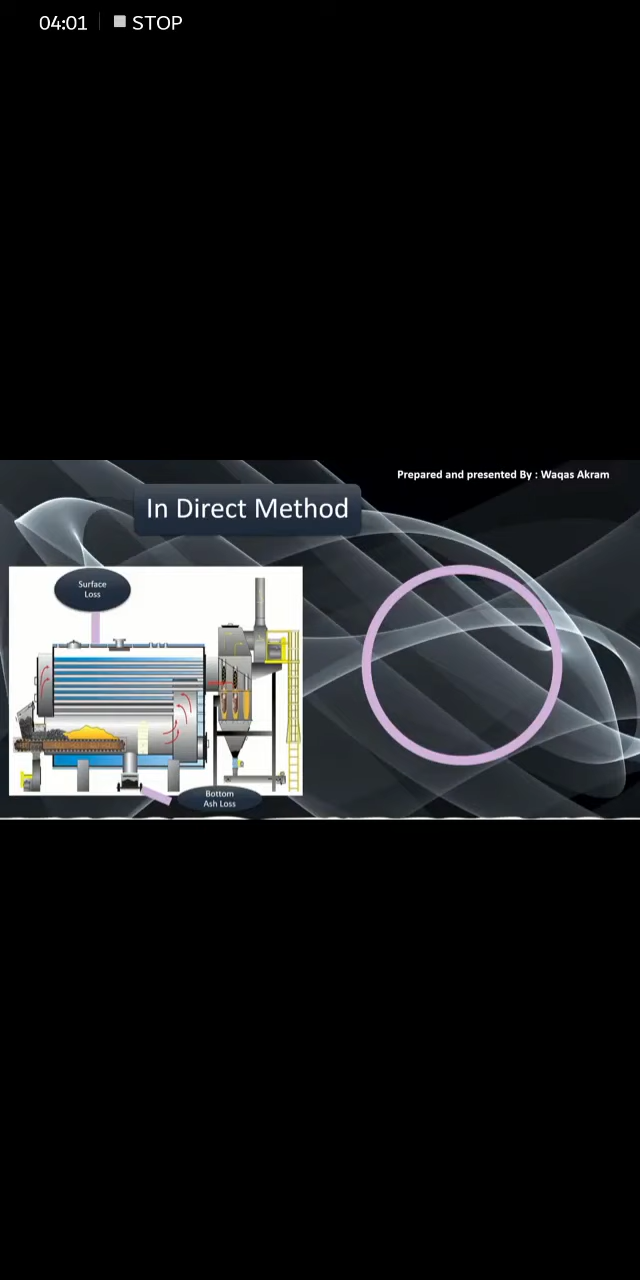 04:01
STOP
Prepared and presented By : Waqas Akram
In Direct Method
Surface
Loss
Bottom
Ash Loss